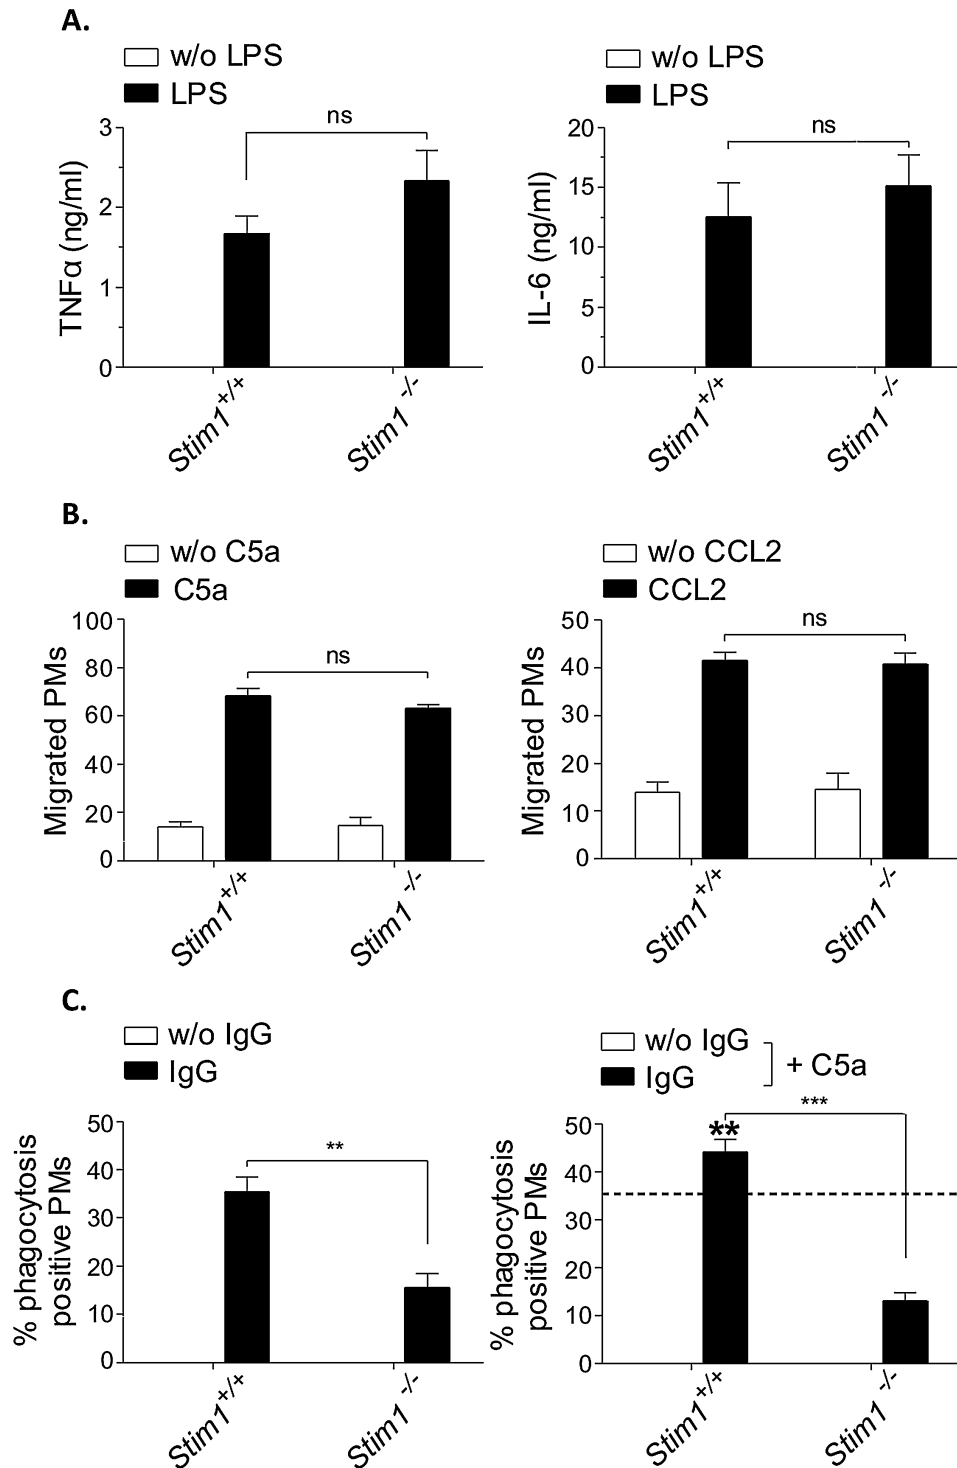 A.
w/o LPS
LPS
ns
3
2
1
0
TNFα (ng/ml)
Stim1+/+
Stim1 -/-
w/o LPS
LPS
ns
20
15
10
5
0
IL-6 (ng/ml)
Stim1+/+
Stim1 -/-
B.
w/o C5a
C5a
ns
100
80
60
40
20
0
Migrated PMs
Stim1+/+
Stim1 -/-
w/o CCL2
CCL2
ns
50
40
30
20
10
0
Migrated PMs
Stim1+/+
Stim1 -/-
C.
w/o IgG
IgG
**
50
40
30
20
10
0
% phagocytosis
positive PMs
Stim1+/+
Stim1 -/-
w/o IgG
IgG
+ C5a
***
**
50
40
30
20
10
0
% phagocytosis
positive PMs
Stim1+/+
Stim1 -/-